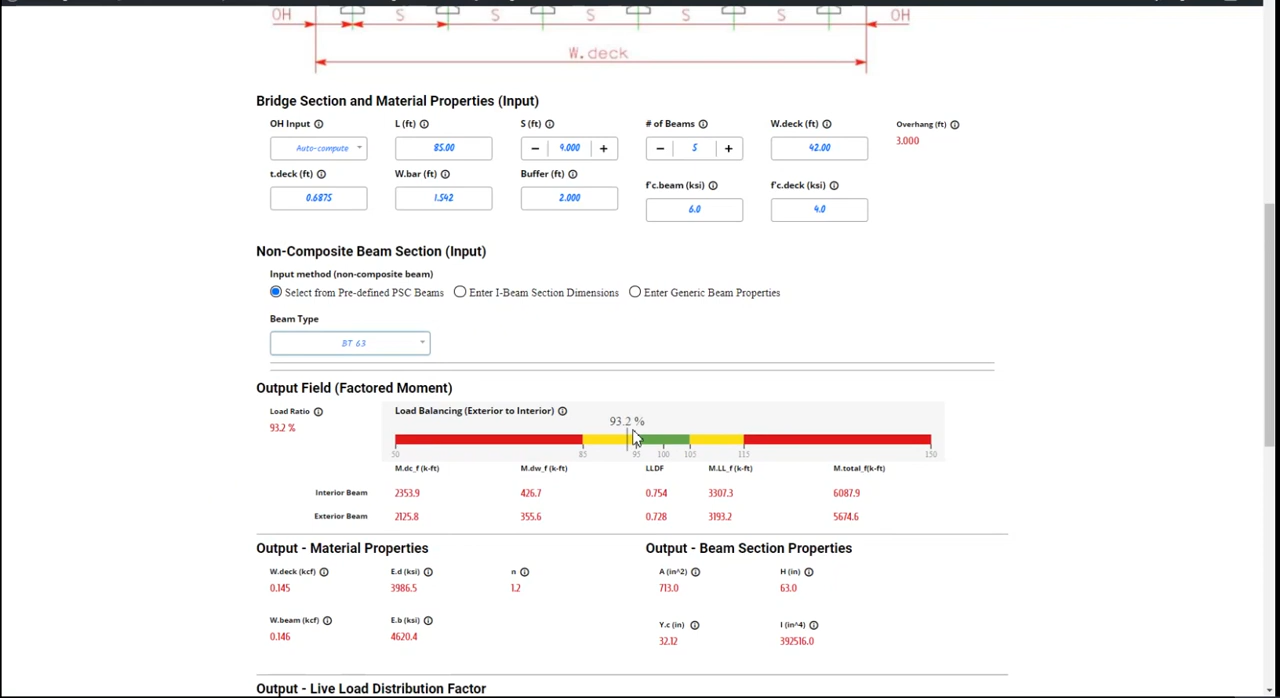 OH S S S S S OH
W.deck
Bridge Section and Material Properties (Input)
OH Input L (ft) S (ft) # of Beams W.deck (ft) Overhang (ft)
Auto-compute 85.00 − 9.000 + − 5 + 42.00 3.000
t.deck (ft) W.bar (ft) Buffer (ft) f'c.beam (ksi) f'c.deck (ksi)
0.6875 1.542 2.000 6.0 4.0
Non-Composite Beam Section (Input)
Input method (non-composite beam)
Select from Pre-defined PSC Beams Enter I-Beam Section Dimensions Enter Generic Beam Properties
Beam Type
BT 63
Output Field (Factored Moment)
Load Ratio Load Balancing (Exterior to Interior)
93.2 % 93.2 %
50 85 95 100 105 115 150
M.dc_f (k-ft) M.dw_f (k-ft) LLDF M.LL_f (k-ft) M.total_f(k-ft)
Interior Beam 2353.9 426.7 0.754 3307.3 6087.9
Exterior Beam 2125.8 355.6 0.728 3193.2 5674.6
Output - Material Properties Output - Beam Section Properties
W.deck (kcf) E.d (ksi) n A (in^2) H (in)
0.145 3986.5 1.2 713.0 63.0
W.beam (kcf) E.b (ksi) Y.c (in) I (in^4)
0.146 4620.4 32.12 392516.0
Output - Live Load Distribution Factor